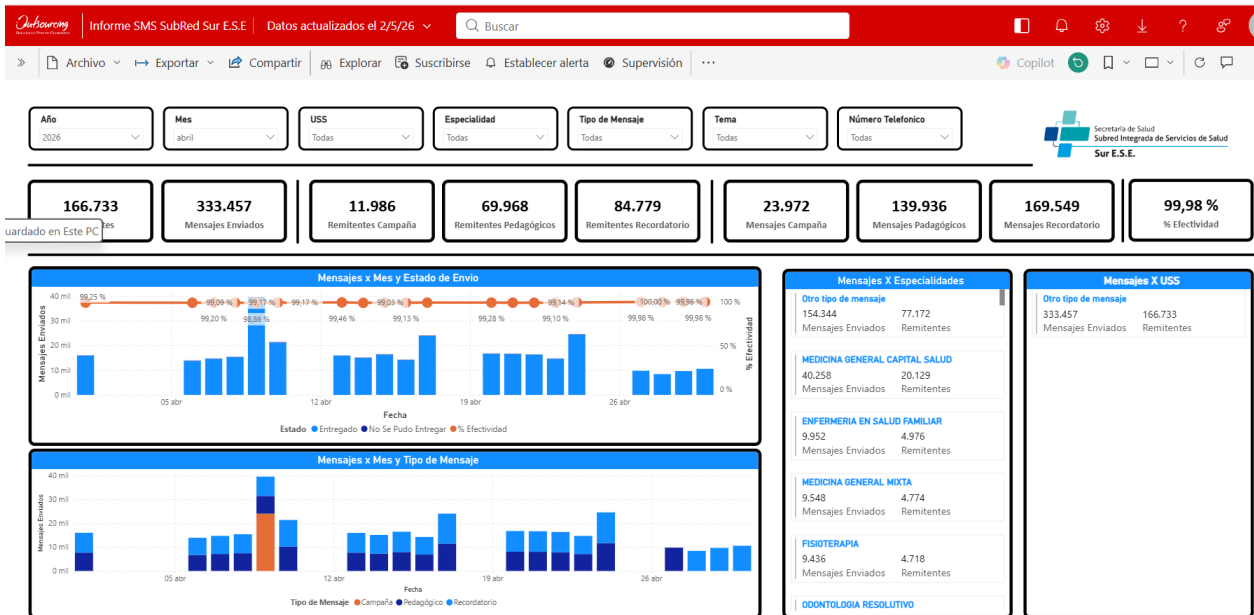 Outsourcing
Informe SMS SubRed Sur E.S.E
Datos actualizados el 2/5/26
Buscar
Archivo
Exportar
Compartir
Explorar
Suscribirse
Establecer alerta
Supervisión
Copilot
Año
2026
Mes
abril
USS
Todas
Especialidad
Todas
Tipo de Mensaje
Todas
Tema
Todas
Número Telefonico
Todas
Secretaría de Salud
Subred Integrada de Servicios de Salud
Sur E.S.E.
166.733
tes
uardado en Este PC
333.457
Mensajes Enviados
11.986
Remitentes Campaña
69.968
Remitentes Pedagógicos
84.779
Remitentes Recordatorio
23.972
Mensajes Campaña
139.936
Mensajes Pedagógicos
169.549
Mensajes Recordatorio
99,98 %
% Efectividad
Mensajes x Mes y Estado de Envio
Mensajes Enviados
40 mil
30 mil
20 mil
10 mil
0 mil
99,25 %
99,09 %
99,17 %
99,17 %
99,03 %
99,14 %
100,00 %
99,98 %
99,20 %
98,86 %
99,46 %
99,13 %
99,28 %
99,10 %
99,98 %
99,98 %
100 %
50 %
0 %
% Efectividad
05 abr
12 abr
19 abr
26 abr
Fecha
Estado
Entregado
No Se Pudo Entregar
% Efectividad
Mensajes x Mes y Tipo de Mensaje
Mensajes Enviados
40 mil
30 mil
20 mil
10 mil
0 mil
05 abr
12 abr
19 abr
26 abr
Fecha
Tipo de Mensaje
Campaña
Pedagógico
Recordatorio
Mensajes X Especialidades
Otro tipo de mensaje
154.344 77.172
Mensajes Enviados Remitentes
MEDICINA GENERAL CAPITAL SALUD
40.258 20.129
Mensajes Enviados Remitentes
ENFERMERIA EN SALUD FAMILIAR
9.952 4.976
Mensajes Enviados Remitentes
MEDICINA GENERAL MIXTA
9.548 4.774
Mensajes Enviados Remitentes
FISIOTERAPIA
9.436 4.718
Mensajes Enviados Remitentes
ODONTOLOGIA RESOLUTIVO
Mensajes X USS
Otro tipo de mensaje
333.457 166.733
Mensajes Enviados Remitentes